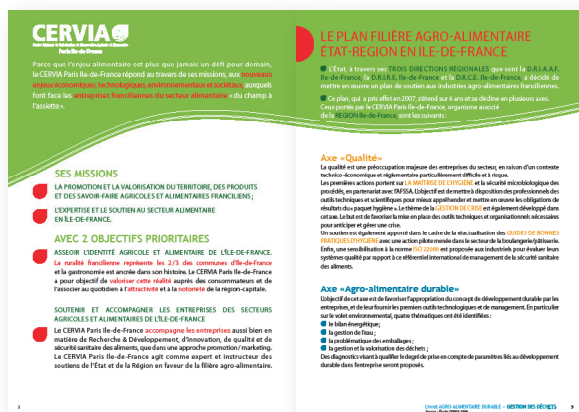 CERVIA
Paris Ile-de-France
Parce que l'enjeu alimentaire est plus que jamais un défi pour demain,
le CERVIA Paris Ile-de-France répond au travers de ses missions, aux nouveaux
enjeux économiques, technologiques, environnementaux et sociétaux, auxquels
font face les entreprises franciliennes du secteur alimentaire « du champ à
l'assiette ».
SES MISSIONS
LA PROMOTION ET LA VALORISATION DU TERRITOIRE, DES PRODUITS
ET DES SAVOIR-FAIRE AGRICOLES ET ALIMENTAIRES FRANCILIENS ;
L'EXPERTISE ET LE SOUTIEN AU SECTEUR ALIMENTAIRE
EN ÎLE-DE-FRANCE.
AVEC 2 OBJECTIFS PRIORITAIRES
ASSEOIR L'IDENTITÉ AGRICOLE ET ALIMENTAIRE DE L'ÎLE-DE-FRANCE.
La ruralité francilienne représente les 2/3 des communes d'Ile-de-France
et la gastronomie est ancrée dans son histoire. Le CERVIA Paris Ile-de-France
a pour objectif de valoriser cette réalité auprès des consommateurs et de
l'associer au quotidien à l'attractivité et à la notoriété de la région-capitale.
SOUTENIR ET ACCOMPAGNER LES ENTREPRISES DES SECTEURS
AGRICOLES ET ALIMENTAIRES DE L'ÎLE-DE-FRANCE
Le CERVIA Paris Ile-de-France accompagne les entreprises aussi bien en
matière de Recherche & Développement, d'innovation, de qualité et de
sécurité sanitaire des aliments, que dans une approche promotion / marketing.
Le CERVIA Paris Ile-de-France agit comme expert et instructeur des
soutiens de l'État et de la Région en faveur de la filière agro-alimentaire.
2
LE PLAN FILIÈRE AGRO-ALIMENTAIRE
ÉTAT-REGION EN ILE-DE-FRANCE
L'État, à travers ses TROIS DIRECTIONS RÉGIONALES que sont la D.R.I.A.A.F.
Ile-de-France, la D.R.I.R.E. Ile-de-France et la D.R.C.E. Ile-de-France, a décidé de
mettre en œuvre un plan de soutien aux industries agro-alimentaires franciliennes.
Ce plan, qui a pris effet en 2007, s'étend sur 6 ans et se décline en plusieurs axes.
Ceux portés par le CERVIA Paris Ile-de-France, organisme associé
de la REGION Ile-de-France, sont les suivants :
Axe «Qualité»
La qualité est une préoccupation majeure des entreprises du secteur, en raison d'un contexte
technico-économique et réglementaire particulièrement difficile et à risque.
Les premières actions portent sur LA MAÎTRISE DE L'HYGIÈNE et la sécurité microbiologique des
procédés, en partenariat avec l'AFSSA. L'objectif est de mettre à disposition des professionnels des
outils techniques et scientifiques pour mieux appréhender et mettre en œuvre les obligations de
résultats du « paquet hygiène ». Le thème de la GESTION DE CRISE est également développé dans
cet axe. Le but est de favoriser la mise en place des outils techniques et organisationnels nécessaires
pour anticiper et gérer une crise.
Un soutien est également apporté dans le cadre de la réactualisation des GUIDES DE BONNES
PRATIQUES D'HYGIÈNE avec une action pilote menée dans le secteur de la boulangerie/pâtisserie.
Enfin, une sensibilisation à la norme ISO 22000 est proposée aux industriels pour évaluer leurs
systèmes qualité par rapport à ce référentiel international de management de la sécurité sanitaire
des aliments.
Axe «Agro-alimentaire durable»
L'objectif de cet axe est de favoriser l'appropriation du concept de développement durable par les
entreprises, et de leur fournir les premiers outils technologiques et de management. En particulier
sur le volet environnemental, quatre thématiques ont été identifiées :
le bilan énergétique;
la gestion de l'eau ;
la problématique des emballages ;
la gestion et la valorisation des déchets ;
Des diagnostics visant à qualifier le degré de prise en compte de paramètres liés au développement
durable dans l'entreprise seront proposés.
Livret AGRO-ALIMENTAIRE DURABLE - GESTION DES DÉCHETS
3